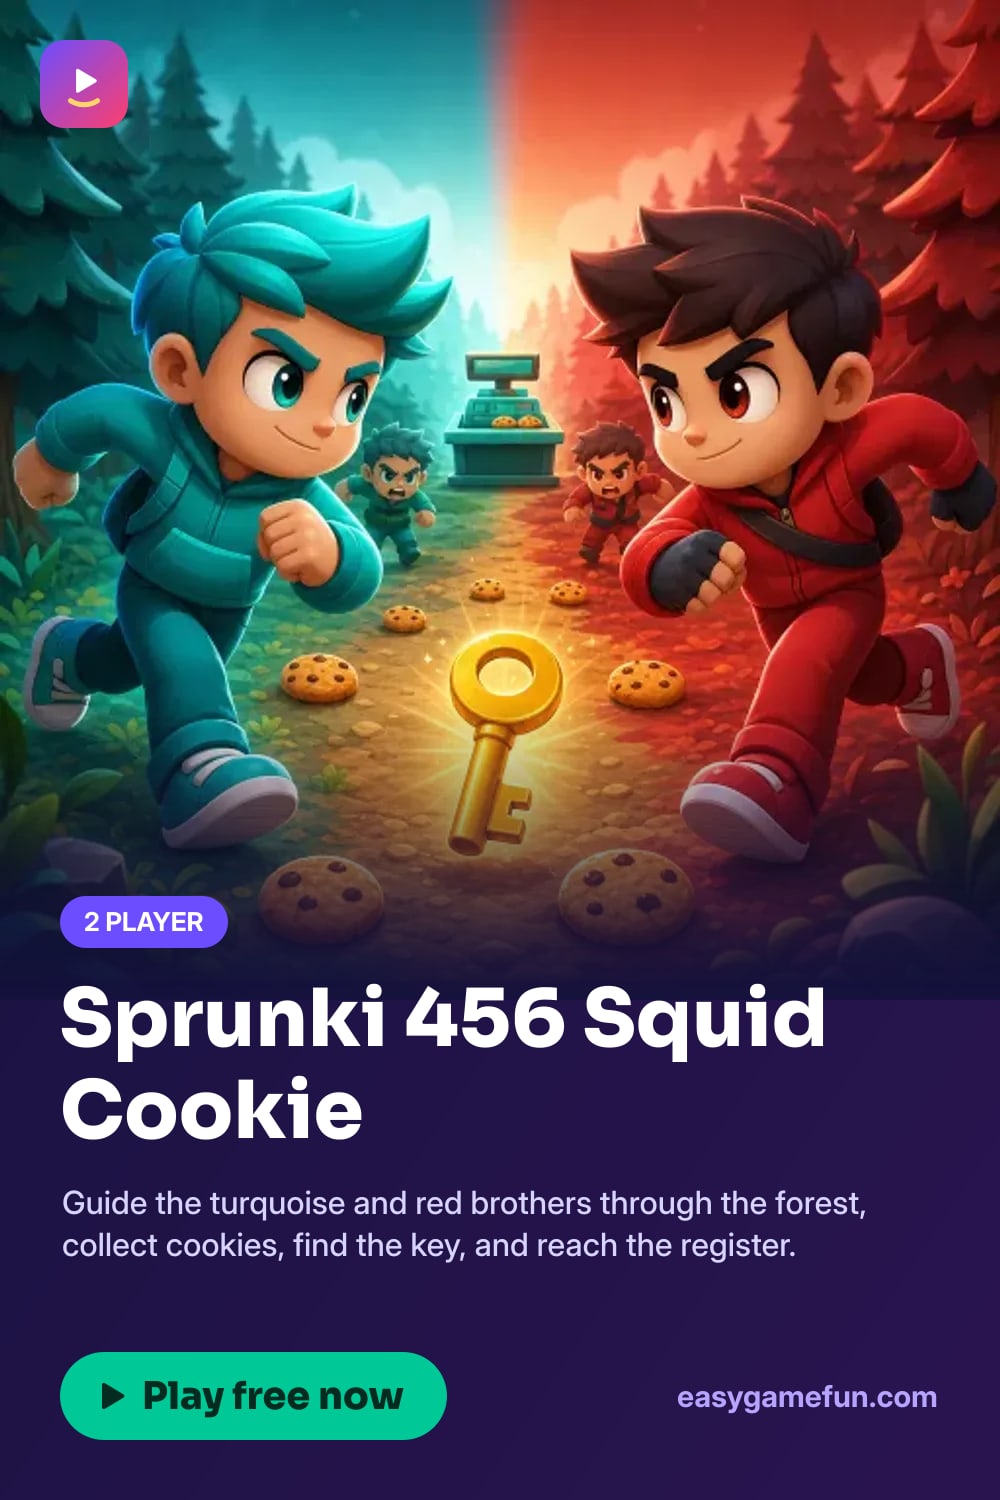 2 PLAYER
Sprunki 456 Squid
Cookie
Guide the turquoise and red brothers through the forest,
collect cookies, find the key, and reach the register.
Play free now
easygamefun.com